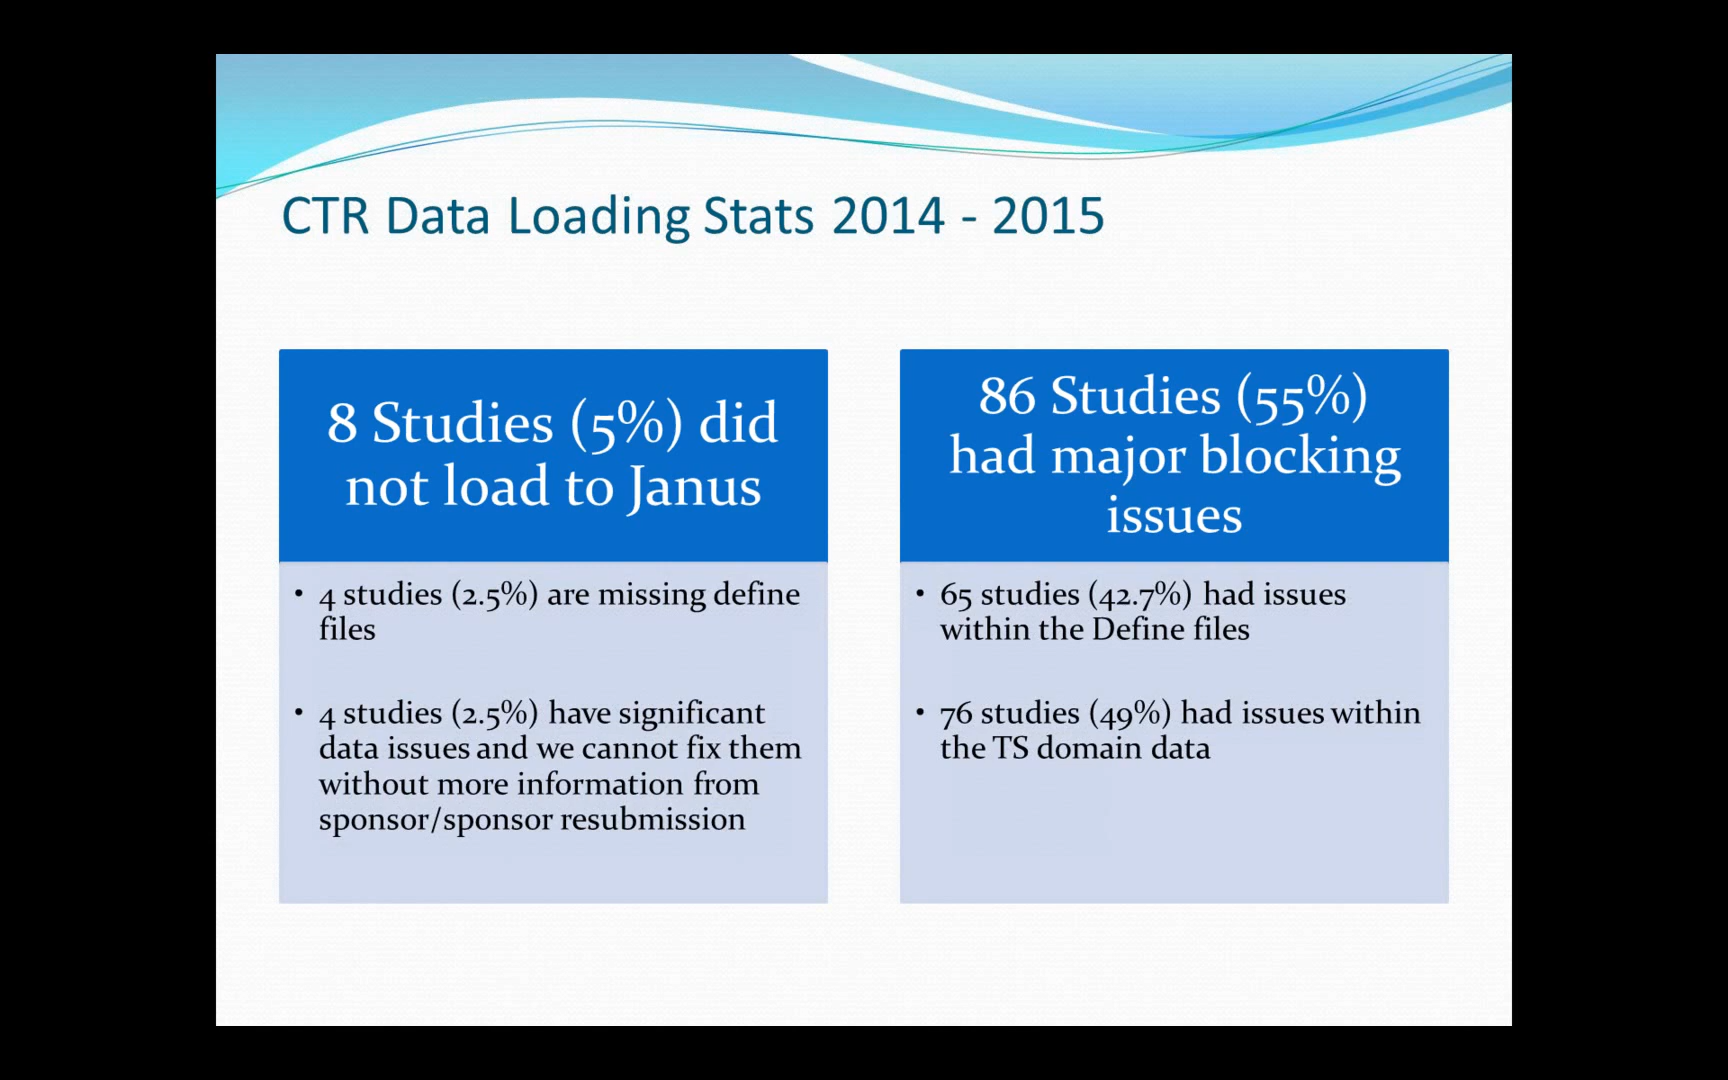 CTR Data Loading Stats 2014 - 2015
8 Studies (5%) did
not load to Janus
• 4 studies (2.5%) are missing define
files
• 4 studies (2.5%) have significant
data issues and we cannot fix them
without more information from
sponsor/sponsor resubmission
86 Studies (55%)
had major blocking
issues
• 65 studies (42.7%) had issues
within the Define files
• 76 studies (49%) had issues within
the TS domain data